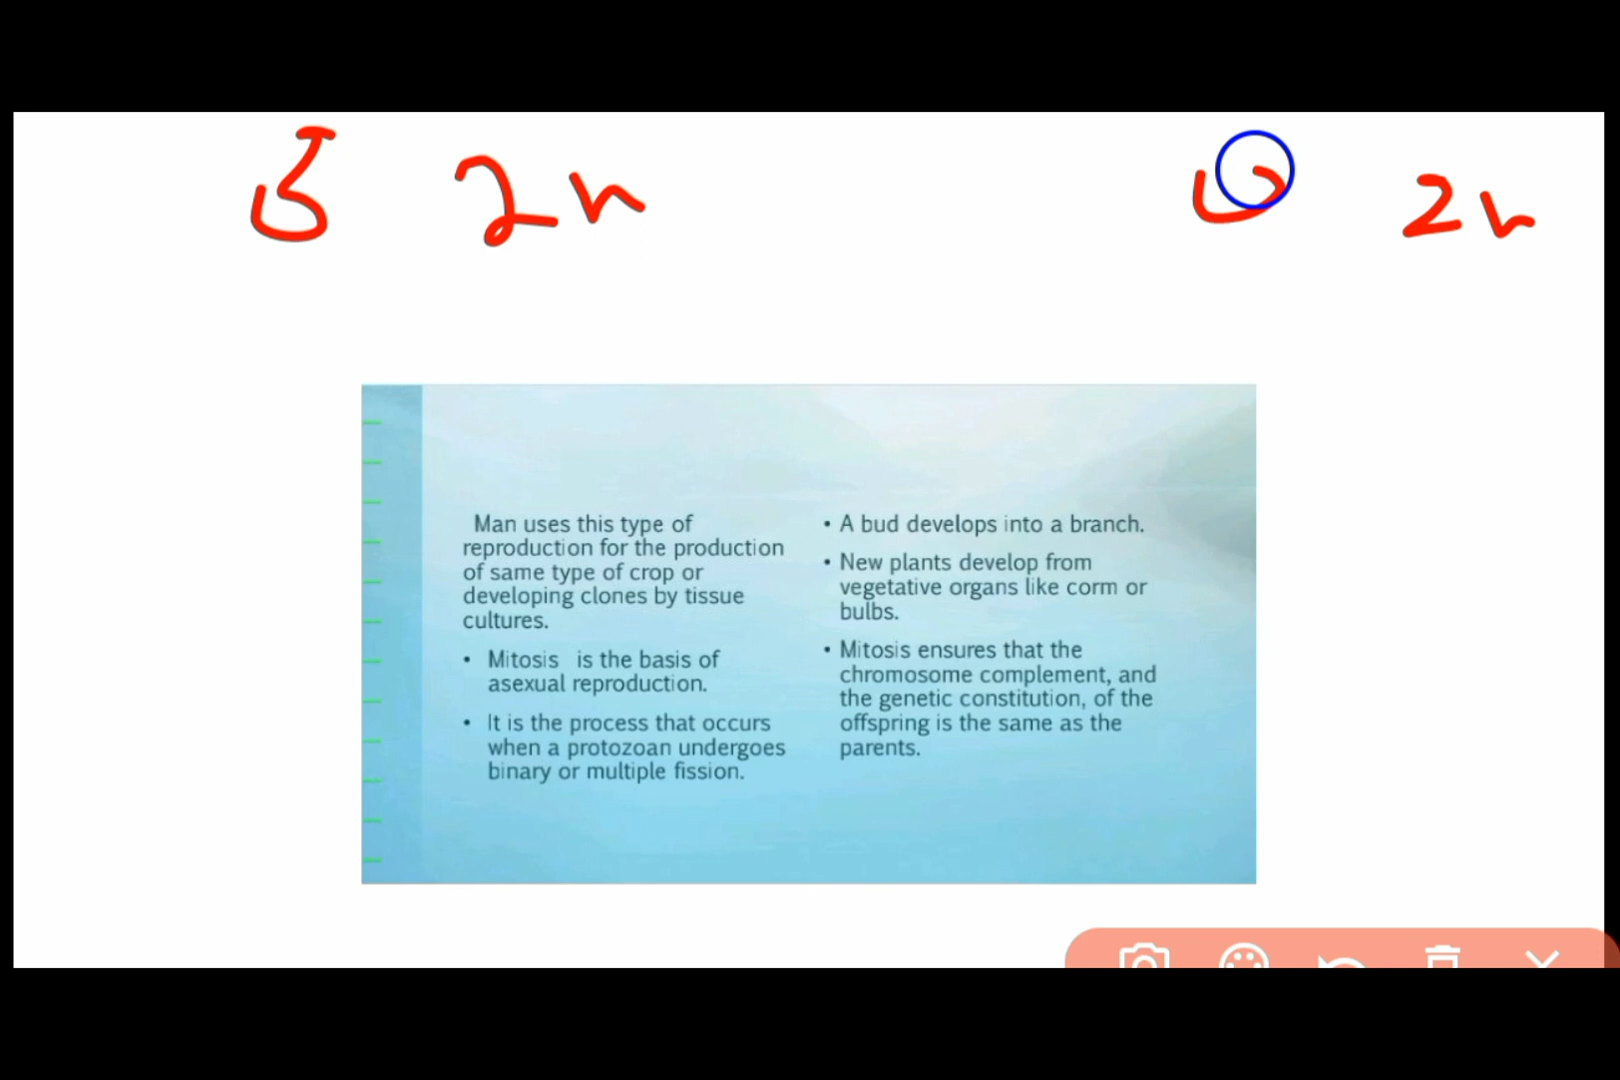 5 2n
2n
Man uses this type of
reproduction for the production
of same type of crop or
developing clones by tissue
cultures.
• Mitosis is the basis of
asexual reproduction.
• It is the process that occurs
when a protozoan undergoes
binary or multiple fission.
• A bud develops into a branch.
• New plants develop from
vegetative organs like corm or
bulbs.
• Mitosis ensures that the
chromosome complement, and
the genetic constitution, of the
offspring is the same as the
parents.